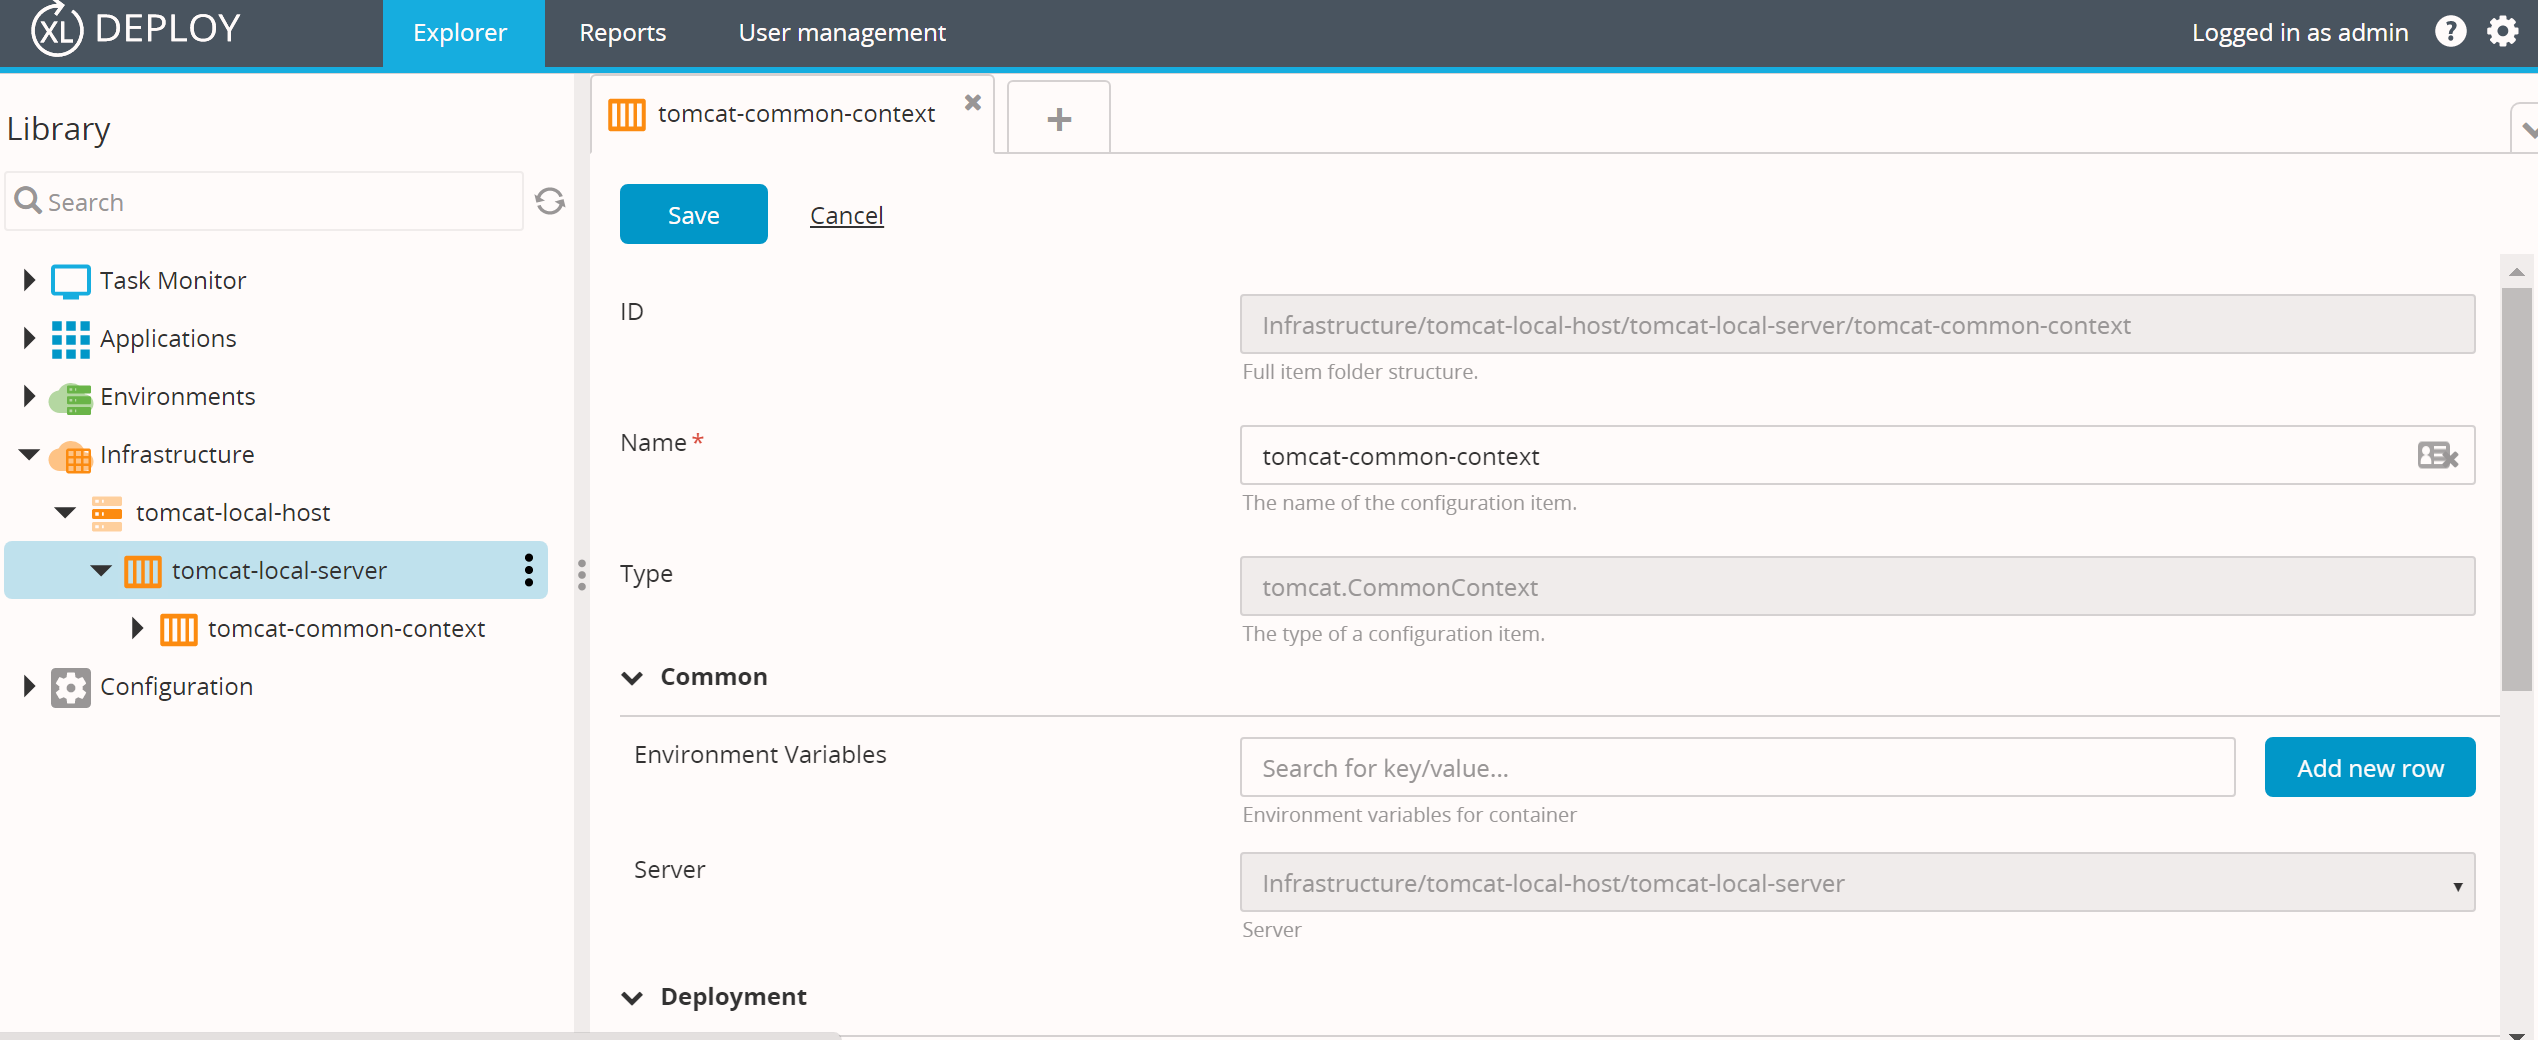 XL DEPLOY
Explorer
Reports
User management
Logged in as admin
?
Library
Search
Task Monitor
Applications
Environments
Infrastructure
tomcat-local-host
tomcat-local-server
tomcat-common-context
Configuration
tomcat-common-context
+
Save
Cancel
ID
Infrastructure/tomcat-local-host/tomcat-local-server/tomcat-common-context
Full item folder structure.
Name *
tomcat-common-context
The name of the configuration item.
Type
tomcat.CommonContext
The type of a configuration item.
Common
Environment Variables
Search for key/value...
Add new row
Environment variables for container
Server
Infrastructure/tomcat-local-host/tomcat-local-server
Server
Deployment